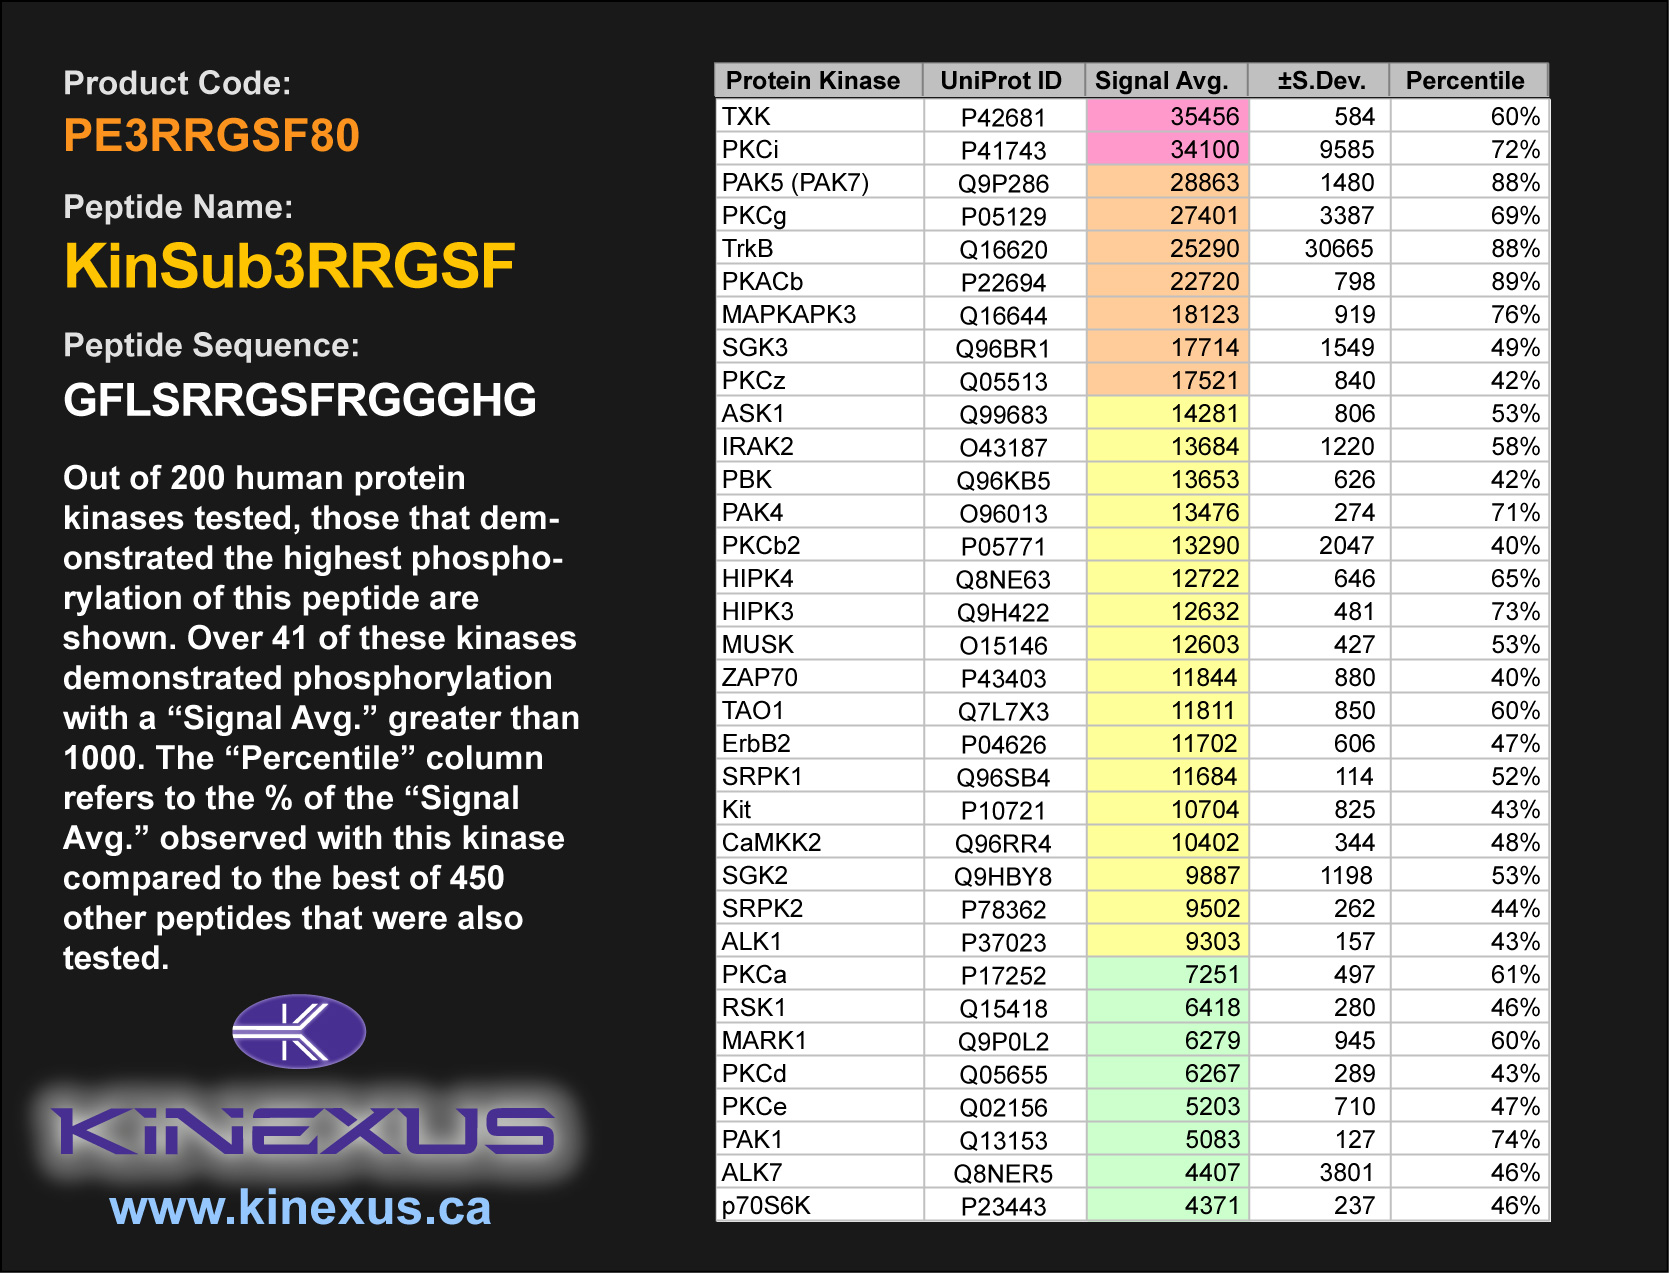 Product Code:
PE3RRGSF80
Peptide Name:
KinSub3RRGSF
Peptide Sequence:
GFLSRRGSFRGGGHG
Out of 200 human protein
kinases tested, those that dem-
onstrated the highest phospho-
rylation of this peptide are
shown. Over 41 of these kinases
demonstrated phosphorylation
with a “Signal Avg.” greater than
1000. The “Percentile” column
refers to the % of the “Signal
Avg.” observed with this kinase
compared to the best of 450
other peptides that were also
tested.
KINEXUS
www.kinexus.ca
Protein Kinase UniProt ID Signal Avg. ±S.Dev. Percentile
TXK P42681 35456 584 60%
PKCi P41743 34100 9585 72%
PAK5 (PAK7) Q9P286 28863 1480 88%
PKCg P05129 27401 3387 69%
TrkB Q16620 25290 30665 88%
PKACb P22694 22720 798 89%
MAPKAPK3 Q16644 18123 919 76%
SGK3 Q96BR1 17714 1549 49%
PKCz Q05513 17521 840 42%
ASK1 Q99683 14281 806 53%
IRAK2 O43187 13684 1220 58%
PBK Q96KB5 13653 626 42%
PAK4 O96013 13476 274 71%
PKCb2 P05771 13290 2047 40%
HIPK4 Q8NE63 12722 646 65%
HIPK3 Q9H422 12632 481 73%
MUSK O15146 12603 427 53%
ZAP70 P43403 11844 880 40%
TAO1 Q7L7X3 11811 850 60%
ErbB2 P04626 11702 606 47%
SRPK1 Q96SB4 11684 114 52%
Kit P10721 10704 825 43%
CaMKK2 Q96RR4 10402 344 48%
SGK2 Q9HBY8 9887 1198 53%
SRPK2 P78362 9502 262 44%
ALK1 P37023 9303 157 43%
PKCa P17252 7251 497 61%
RSK1 Q15418 6418 280 46%
MARK1 Q9P0L2 6279 945 60%
PKCd Q05655 6267 289 43%
PKCe Q02156 5203 710 47%
PAK1 Q13153 5083 127 74%
ALK7 Q8NER5 4407 3801 46%
p70S6K P23443 4371 237 46%